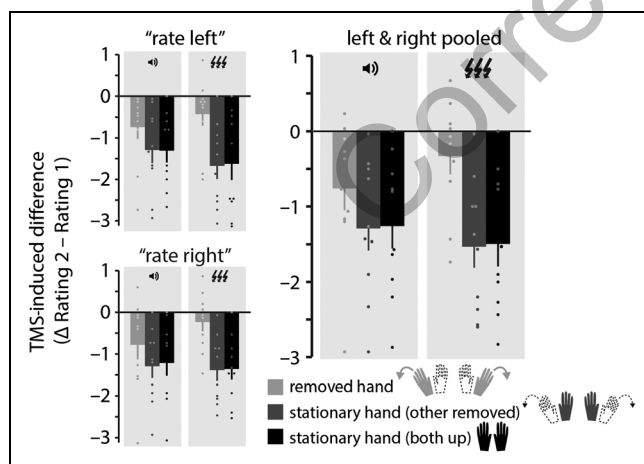 Corre
"rate left"
1
0
−1
−2
−3
"rate right"
1
0
−1
−2
−3
TMS-induced difference
(Δ Rating 2 – Rating 1)
left & right pooled
1
0
−1
−2
−3
removed hand
stationary hand (other removed)
stationary hand (both up)